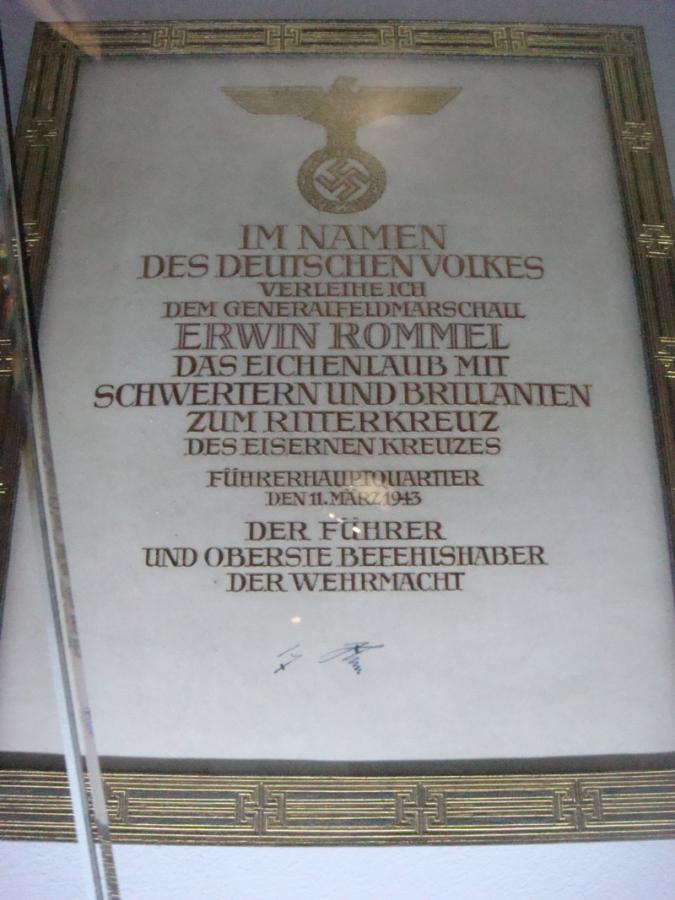 IM NAMEN
DES DEUTSCHEN VOLKES
VERLEIHE ICH
DEM GENERALFELDMARSCHALL
ERWIN ROMMEL
DAS EICHENLAUB MIT
SCHWERTERN UND BRILLANTEN
ZUM RITTERKREUZ
DES EISERNEN KREUZES
FÜHRERHAUPTQUARTIER
DEN 11. MÄRZ 1943
DER FÜHRER
UND OBERSTE BEFEHLSHABER
DER WEHRMACHT